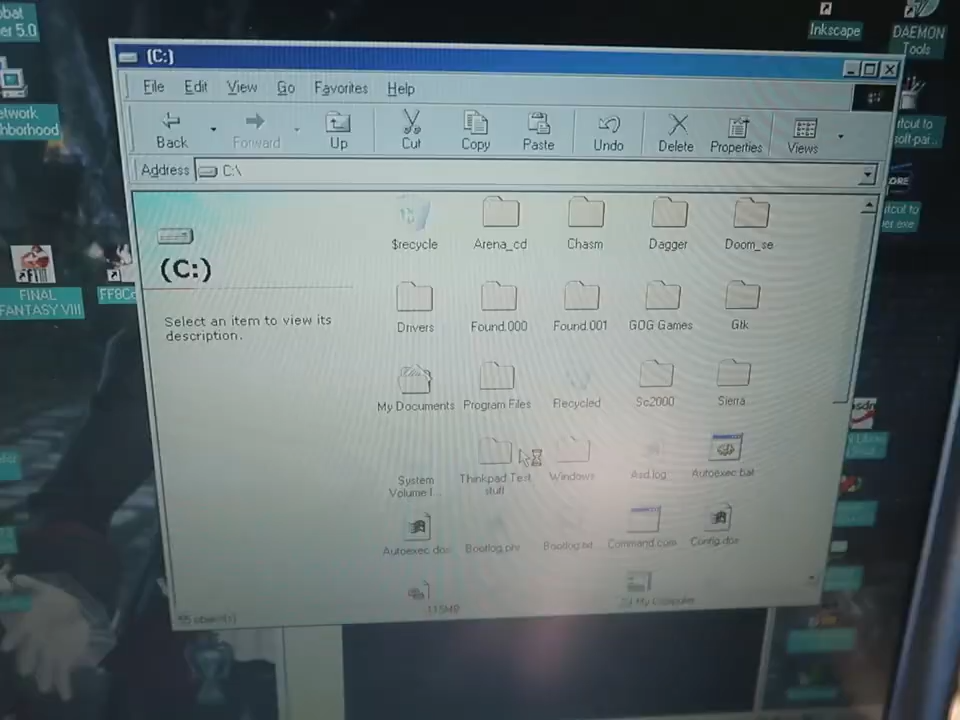 obat
er 5.0
Inkscape
DAEMON
Tools
(C:)
etwork
hborhood
File Edit View Go Favorites Help
Back Forward Up Cut Copy Paste Undo Delete Properties Views
tcut to
soft-pai...
Address C:\
(C:)
Select an item to view its
description.
$recycle Arena_cd Chasm Dagger Doom_se
Drivers Found.000 Found.001 GOG Games Gtk
My Documents Program Files Recycled Sc2000 Sierra
System
Volume I...
Thinkpad Test
stuff
Windows Asd.log Autoexec.bat
Autoexec.dos Bootlog.prv Bootlog.txt Command.com Config.dos
55 object(s) 115MB My Computer
FINAL
FANTASY VIII
FF8Co
tcut to
er.exe